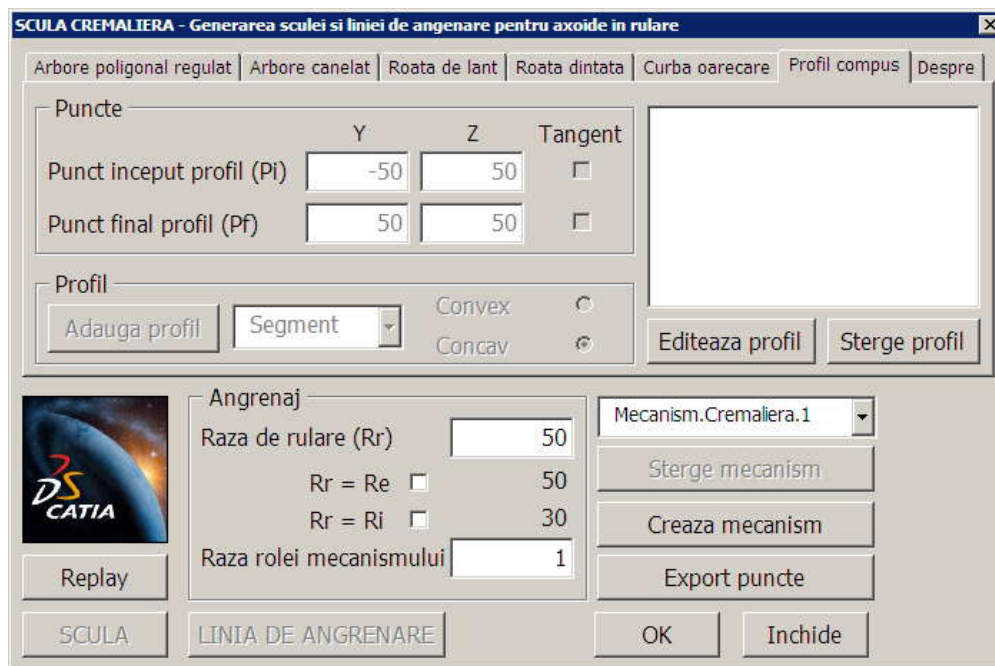 SCULA CREMALIERA - Generarea sculei si liniei de angenare pentru axoide in rulare
Arbore poligonal regulat Arbore canelat Roata de lant Roata dintata Curba oarecare Profil compus Despre
Puncte
Y Z Tangent
Punct inceput profil (Pi) -50 50
Punct final profil (Pf) 50 50
Profil
Adauga profil Segment Convex
Concav
Editeaza profil Sterge profil
Angrenaj
Raza de rulare (Rr) 50
Rr = Re 50
Rr = Ri 30
Raza rolei mecanismului 1
Mecanism.Cremaliera.1
Sterge mecanism
Creaza mecanism
Export puncte
DS
CATIA
Replay
SCULA LINIA DE ANGRENARE OK Inchide